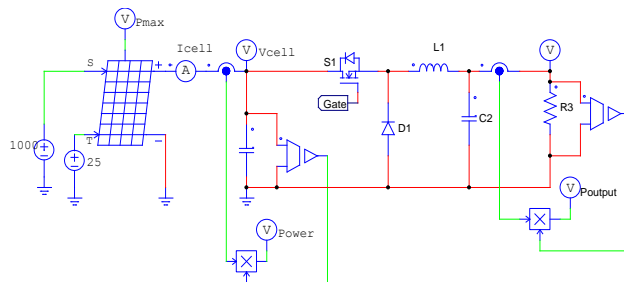 V
Pmax
Icell
V
Vcell
S1
L1
V
S
+
A
Gate
D1
C2
R3
1000
T
25
-
V
Power
V
Poutput